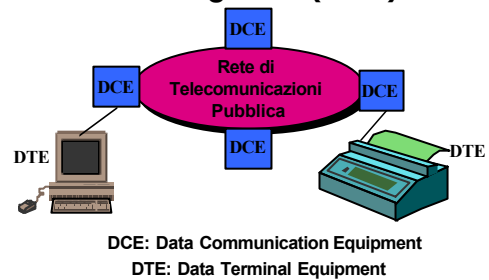 DCE
Rete di
Telecomunicazioni
Pubblica
DCE
DCE
DCE
DTE
DTE
DCE: Data Communication Equipment
DTE: Data Terminal Equipment